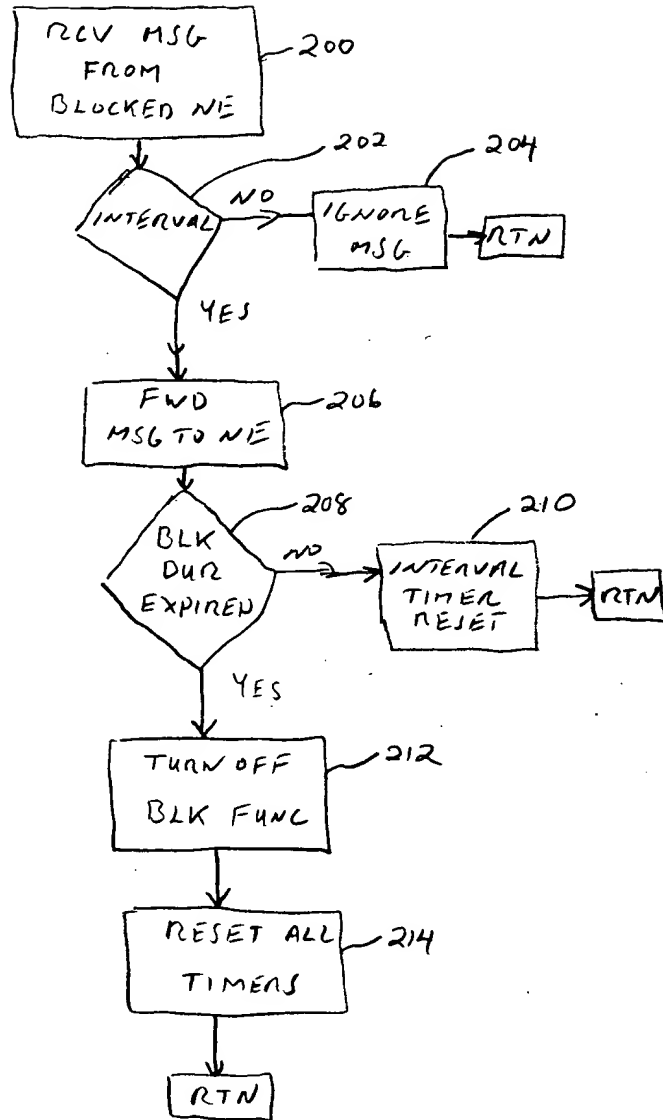 RCV MSG
FROM
BLOCKED NE
200
202
INTERVAL
NO
204
IGNORE
MSG
RTN
YES
FWD
MSG TO NE
206
208
BLK
DUR
EXPIRED
NO
210
INTERVAL
TIMER
RESET
RTN
YES
TURN OFF
BLK FUNC
212
RESET ALL
TIMERS
214
RTN